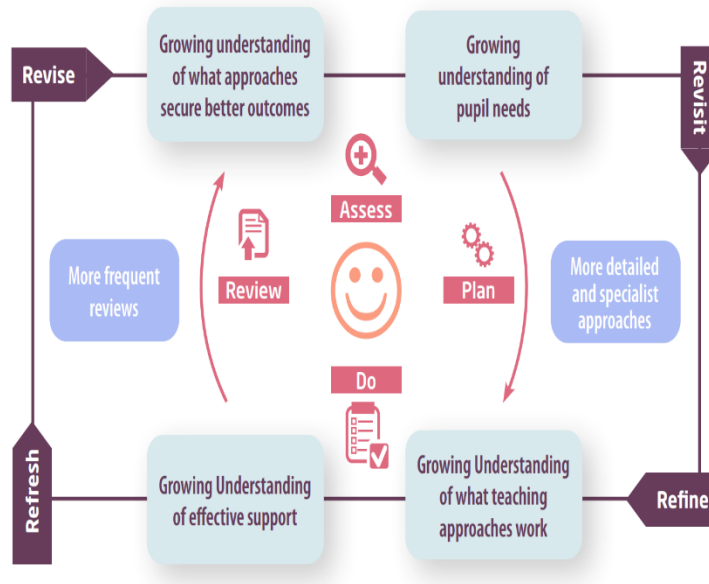 Revise
Growing understanding
of what approaches
secure better outcomes
Growing
understanding of
pupil needs
Revisit
Assess
More frequent
reviews
Review
Plan
More detailed
and specialist
approaches
Do
Refresh
Growing Understanding
of effective support
Growing Understanding
of what teaching
approaches work
Refine